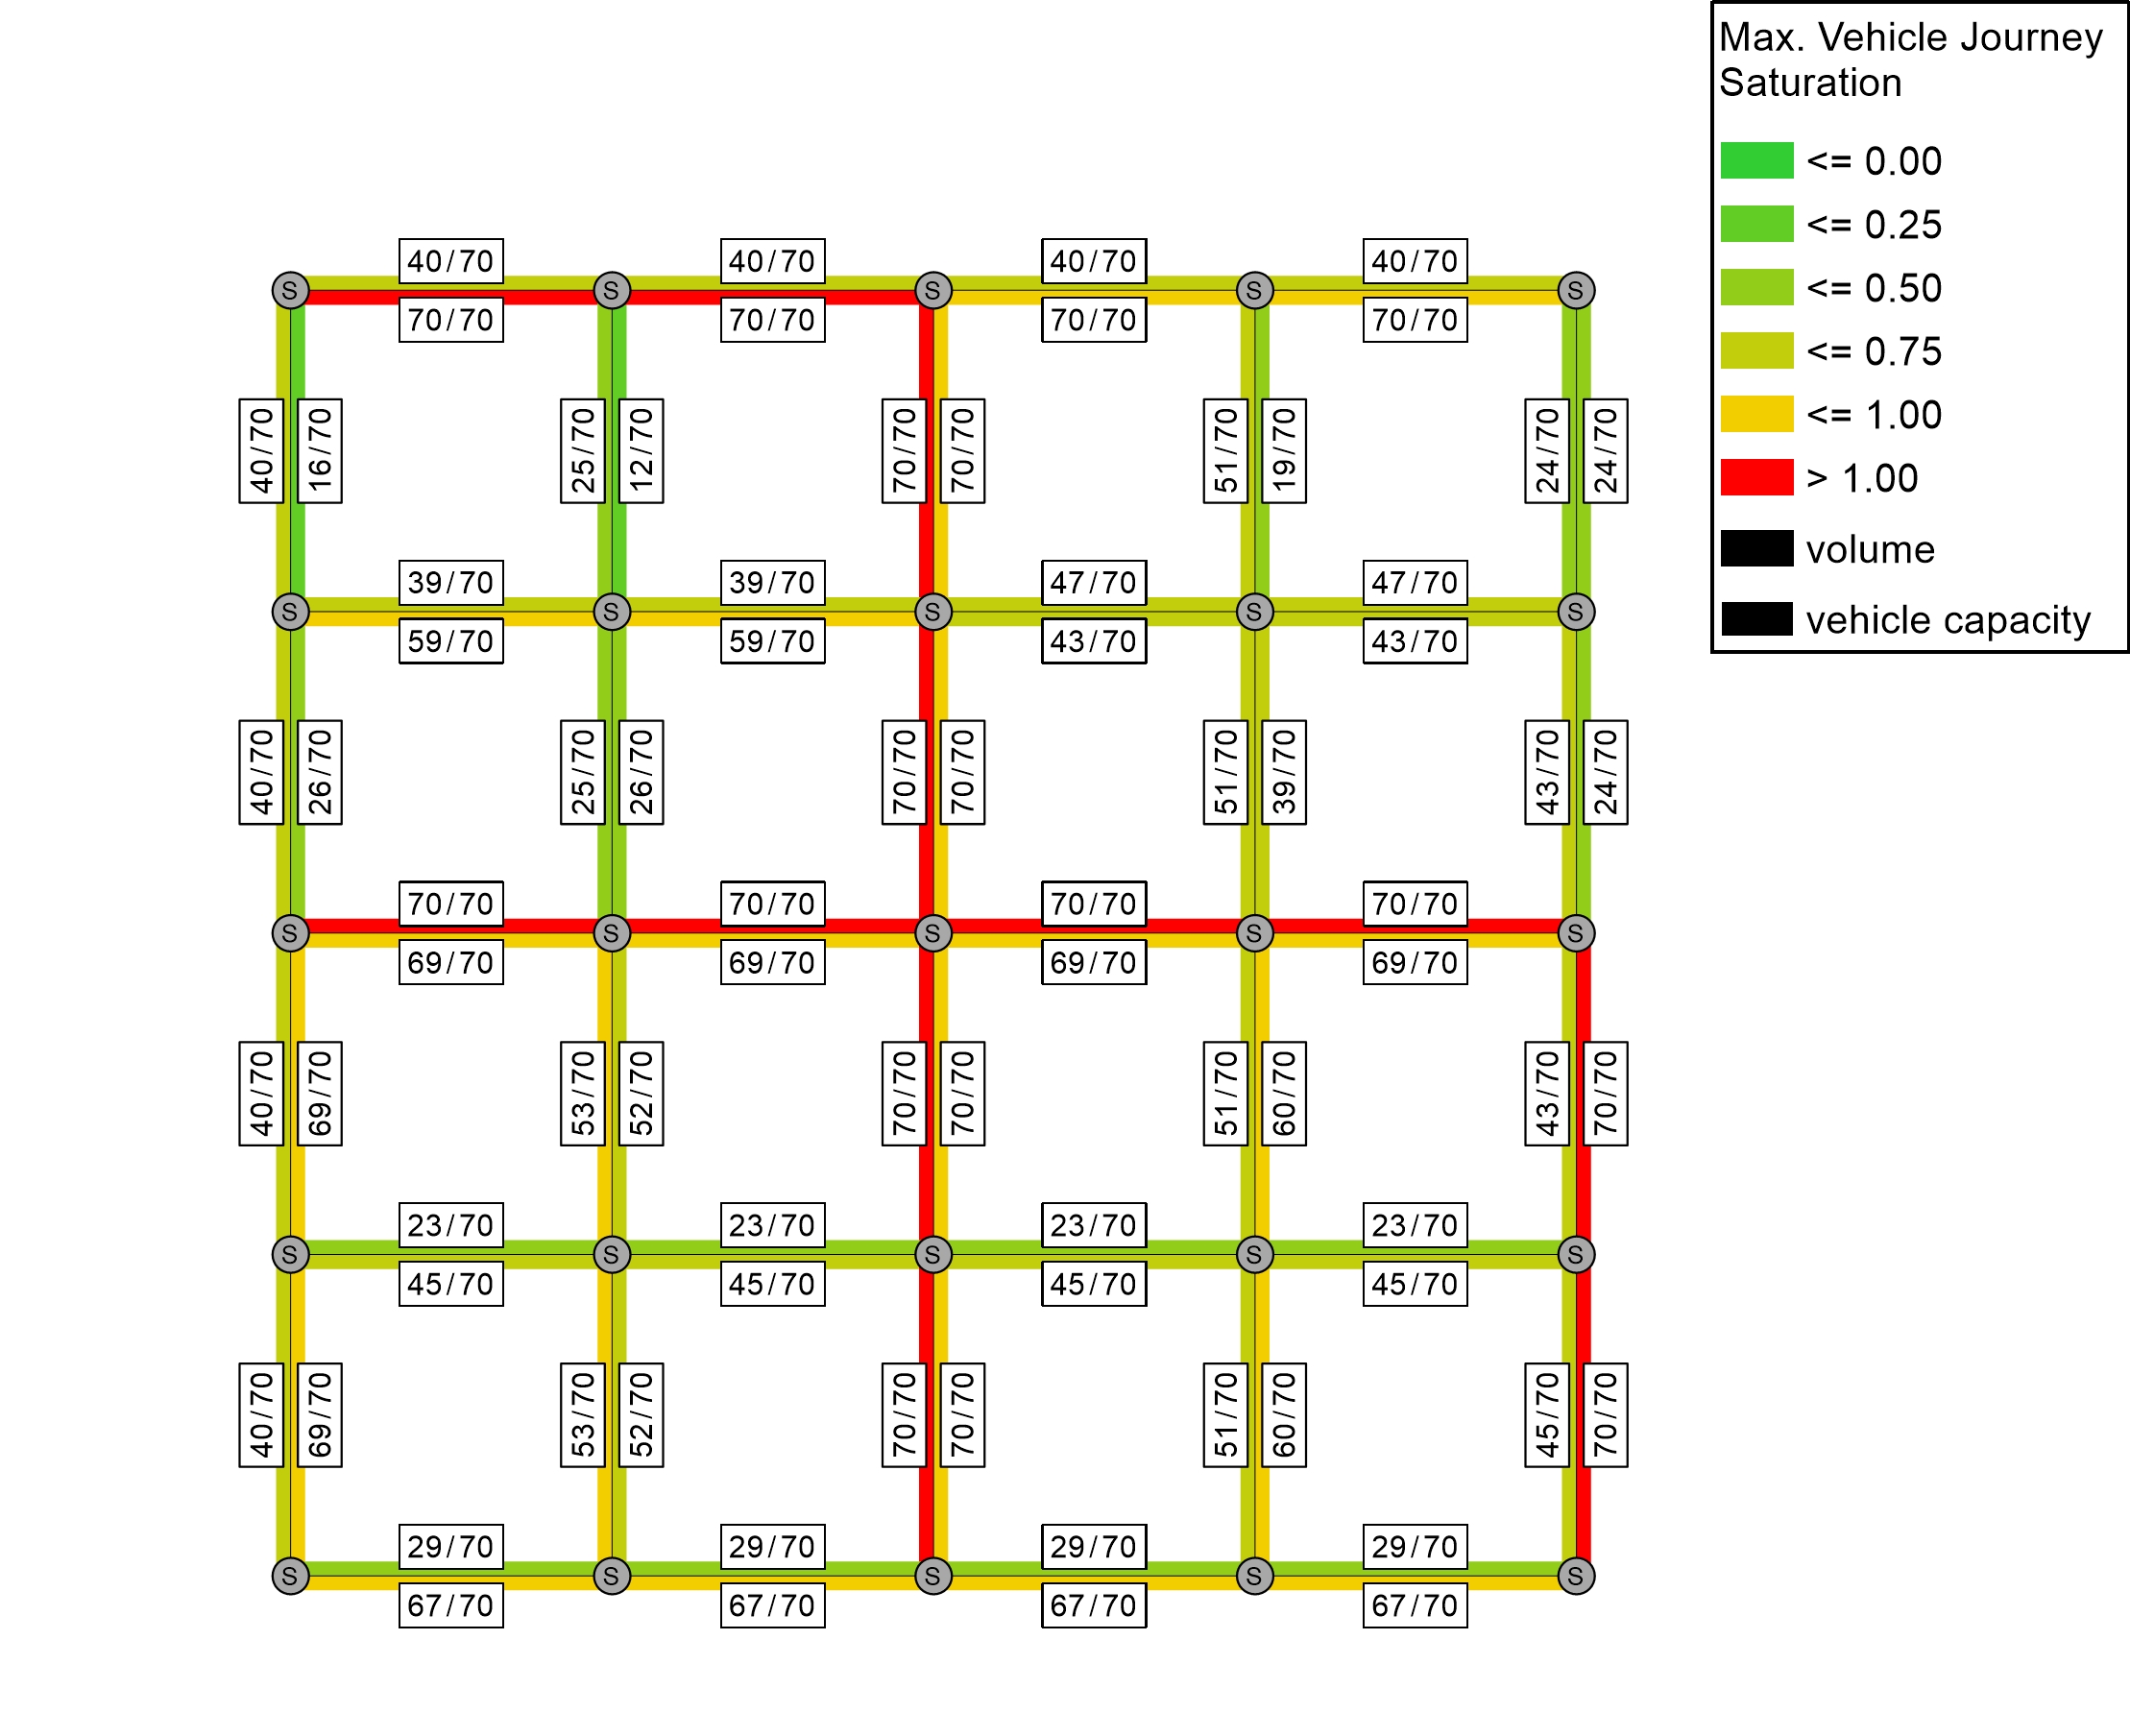 Max. Vehicle Journey
Saturation
<= 0.00
<= 0.25
<= 0.50
<= 0.75
<= 1.00
> 1.00
volume
vehicle capacity
40/70 40/70 40/70 40/70
S S S S S
70/70 70/70 70/70 70/70
40/70 16/70 25/70 12/70 70/70 70/70 51/70 19/70 24/70 24/70
39/70 39/70 47/70 47/70
S S S S S
59/70 59/70 43/70 43/70
40/70 26/70 25/70 26/70 70/70 70/70 51/70 39/70 43/70 24/70
70/70 70/70 70/70 70/70
S S S S S
69/70 69/70 69/70 69/70
40/70 69/70 53/70 52/70 70/70 70/70 51/70 60/70 43/70 70/70
23/70 23/70 23/70 23/70
S S S S S
45/70 45/70 45/70 45/70
40/70 69/70 53/70 52/70 70/70 70/70 51/70 60/70 45/70 70/70
29/70 29/70 29/70 29/70
S S S S S
67/70 67/70 67/70 67/70